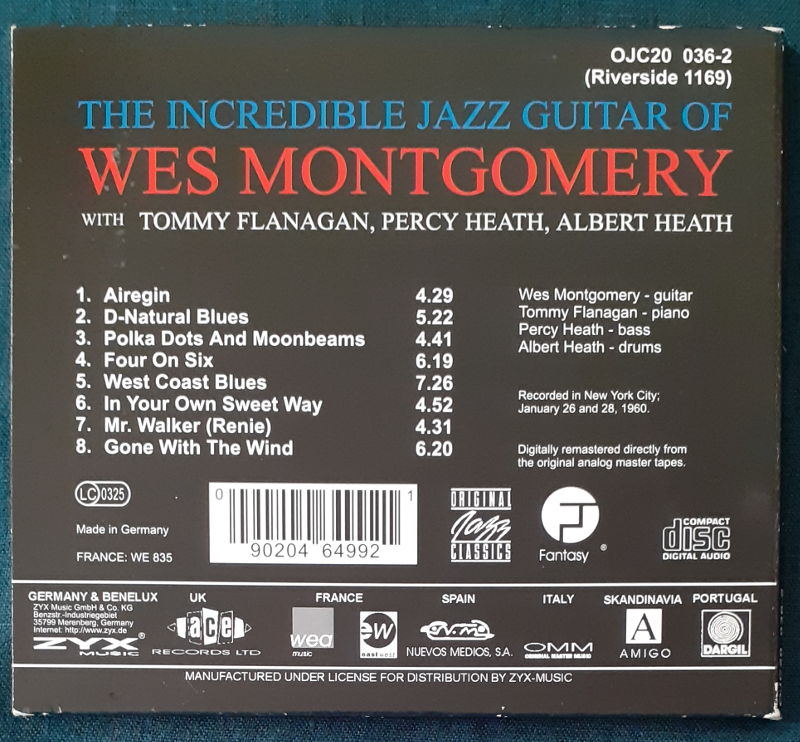 OJC20 036-2
(Riverside 1169)
THE INCREDIBLE JAZZ GUITAR OF
WES MONTGOMERY
WITH TOMMY FLANAGAN, PERCY HEATH, ALBERT HEATH
1. Airegin 4.29
2. D-Natural Blues 5.22
3. Polka Dots And Moonbeams 4.41
4. Four On Six 6.19
5. West Coast Blues 7.26
6. In Your Own Sweet Way 4.52
7. Mr. Walker (Renie) 4.31
8. Gone With The Wind 6.20
Wes Montgomery - guitar
Tommy Flanagan - piano
Percy Heath - bass
Albert Heath - drums
Recorded in New York City;
January 26 and 28, 1960.
Digitally remastered directly from
the original analog master tapes.
LC 0325
Made in Germany
FRANCE: WE 835
0 90204 64992 1
ORIGINAL
Jazz
CLASSICS
Fantasy ®
COMPACT
disc
DIGITAL AUDIO
GERMANY & BENELUX
ZYX Music GmbH & Co. KG
Benzstr.-Industriegebiet
35799 Merenberg, Germany
Internet: http://www.zyx.de
ZYX®
MUSIC
UK
ace
RECORDS LTD
FRANCE
wea
music
ew
east west
SPAIN
n.m.
NUEVOS MEDIOS, S.A.
ITALY
OMM
ORIGINAL MASTER MUSIC
SKANDINAVIA
A
AMIGO
PORTUGAL
DARGIL
MANUFACTURED UNDER LICENSE FOR DISTRIBUTION BY ZYX-MUSIC